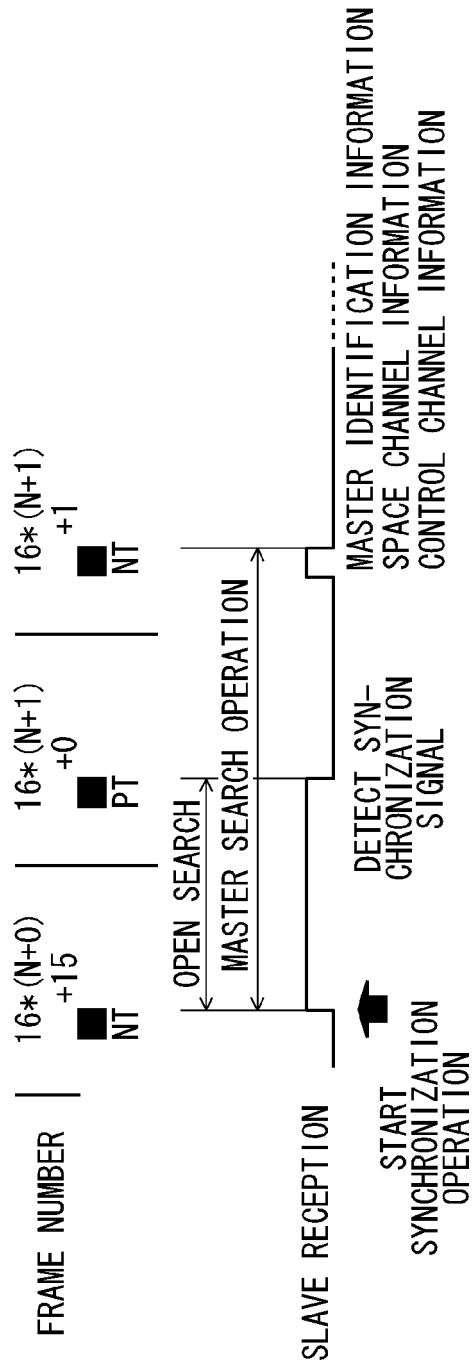 FRAME NUMBER
16*(N+0)
+15
NT
16*(N+1)
+0
PT
16*(N+1)
+1
NT
OPEN SEARCH
MASTER SEARCH OPERATION
SLAVE RECEPTION
START
SYNCHRONIZATION
OPERATION
DETECT SYN-
CHRONIZATION
SIGNAL
MASTER IDENTIFICATION INFORMATION
SPACE CHANNEL INFORMATION
CONTROL CHANNEL INFORMATION